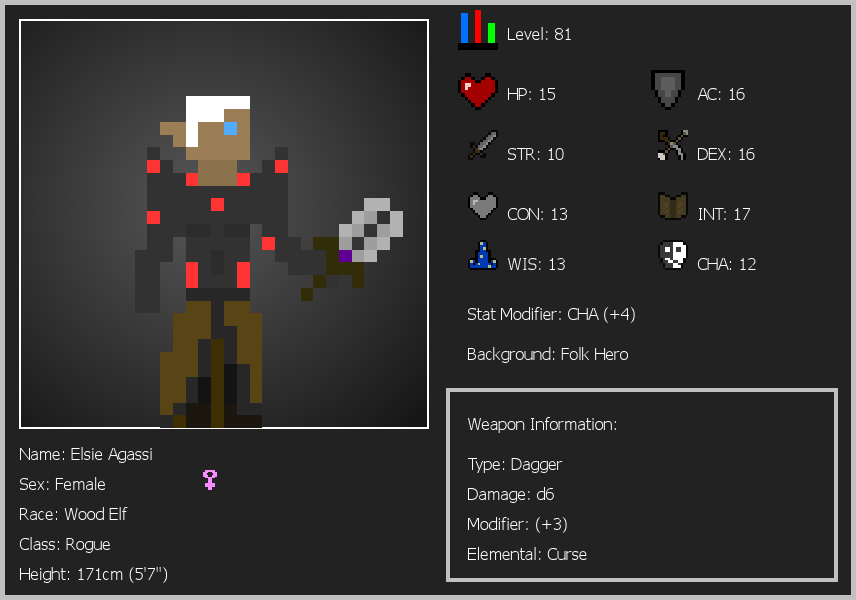 Level: 81
HP: 15
AC: 16
STR: 10
DEX: 16
CON: 13
INT: 17
WIS: 13
CHA: 12
Stat Modifier: CHA (+4)
Background: Folk Hero
Weapon Information:
Type: Dagger
Damage: d6
Modifier: (+3)
Elemental: Curse
Name: Elsie Agassi
Sex: Female
Race: Wood Elf
Class: Rogue
Height: 171cm (5'7")